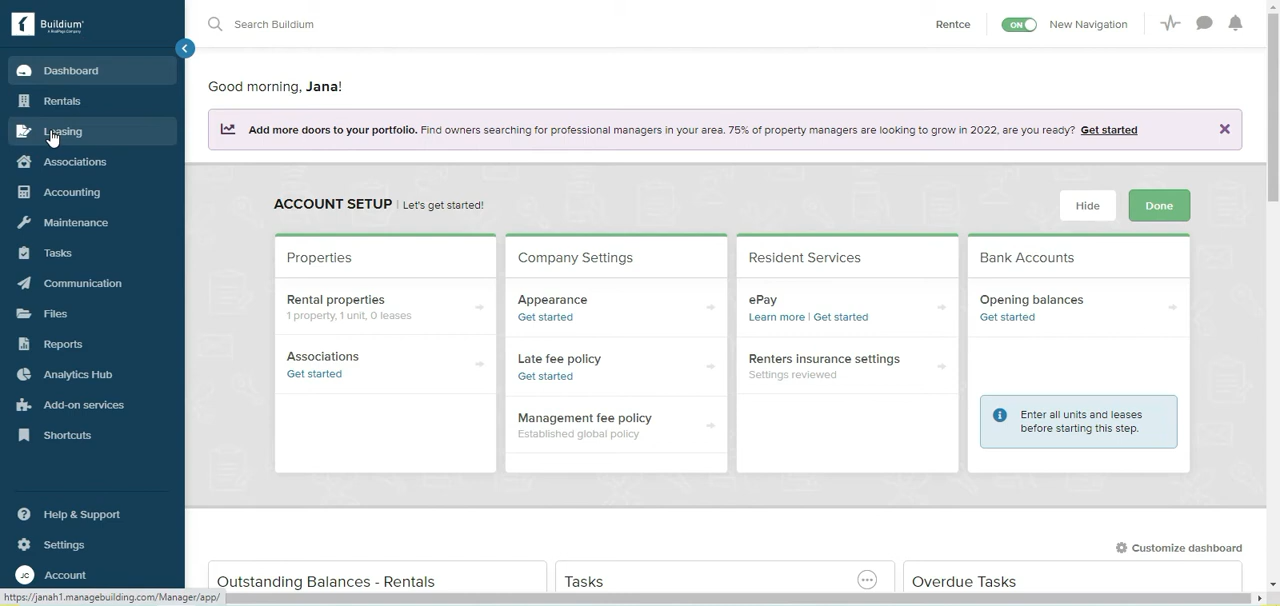 Buildium®
A RealPage Company
Search Buildium
Rentce
ON
New Navigation
Dashboard
Rentals
Leasing
Associations
Accounting
Maintenance
Tasks
Communication
Files
Reports
Analytics Hub
Add-on services
Shortcuts
Help & Support
Settings
JC
Account
https://janah1.managebuilding.com/Manager/app/
Good morning, Jana!
Add more doors to your portfolio. Find owners searching for professional managers in your area. 75% of property managers are looking to grow in 2022, are you ready? Get started
ACCOUNT SETUP | Let's get started!
Hide
Done
Properties
Rental properties
1 property, 1 unit, 0 leases
Associations
Get started
Company Settings
Appearance
Get started
Late fee policy
Get started
Management fee policy
Established global policy
Resident Services
ePay
Learn more | Get started
Renters insurance settings
Settings reviewed
Bank Accounts
Opening balances
Get started
Enter all units and leases
before starting this step.
Customize dashboard
Outstanding Balances - Rentals
Tasks
Overdue Tasks